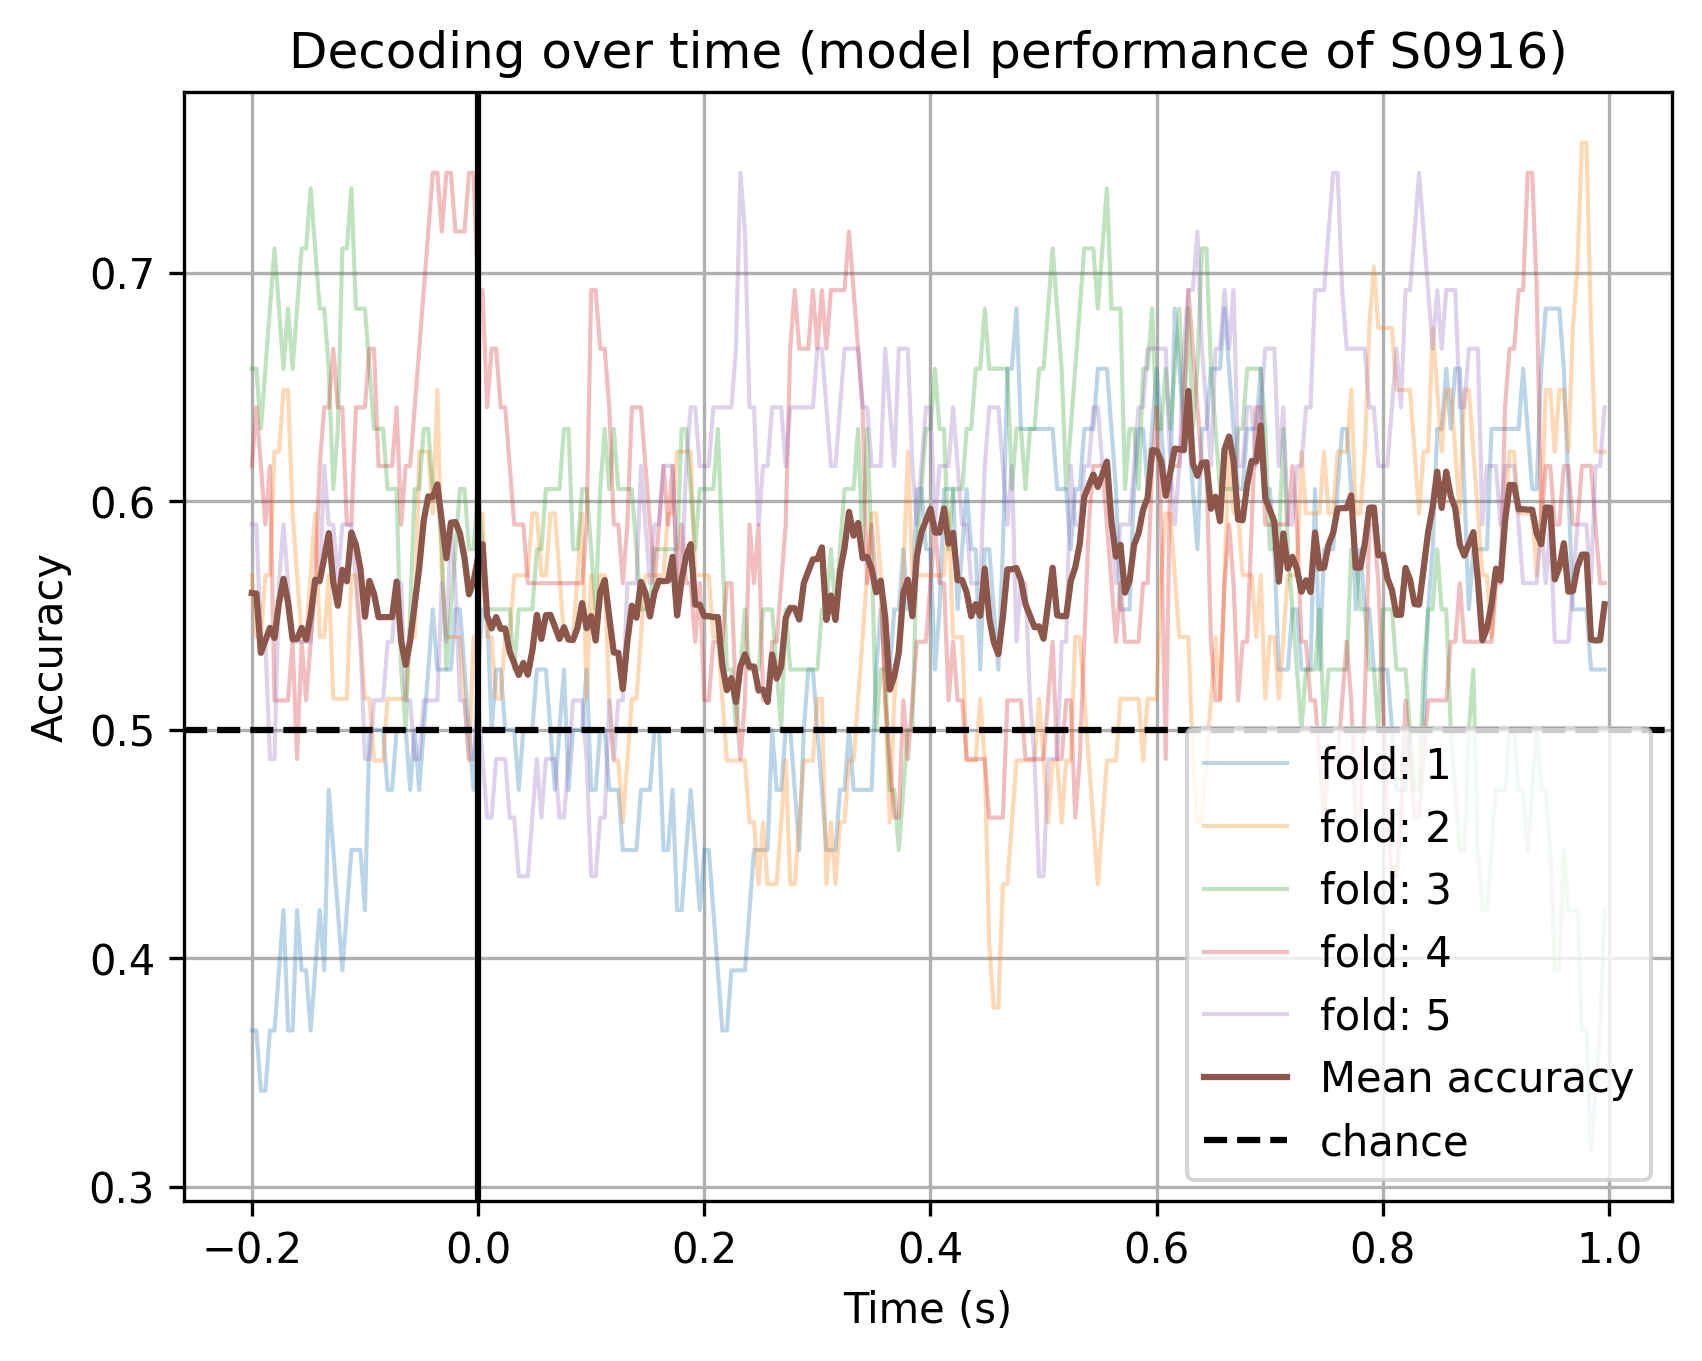 Decoding over time (model performance of S0916)
Accuracy
0.7
0.6
0.5
0.4
0.3
fold: 1
fold: 2
fold: 3
fold: 4
fold: 5
Mean accuracy
chance
−0.2 0.0 0.2 0.4 0.6 0.8 1.0
Time (s)